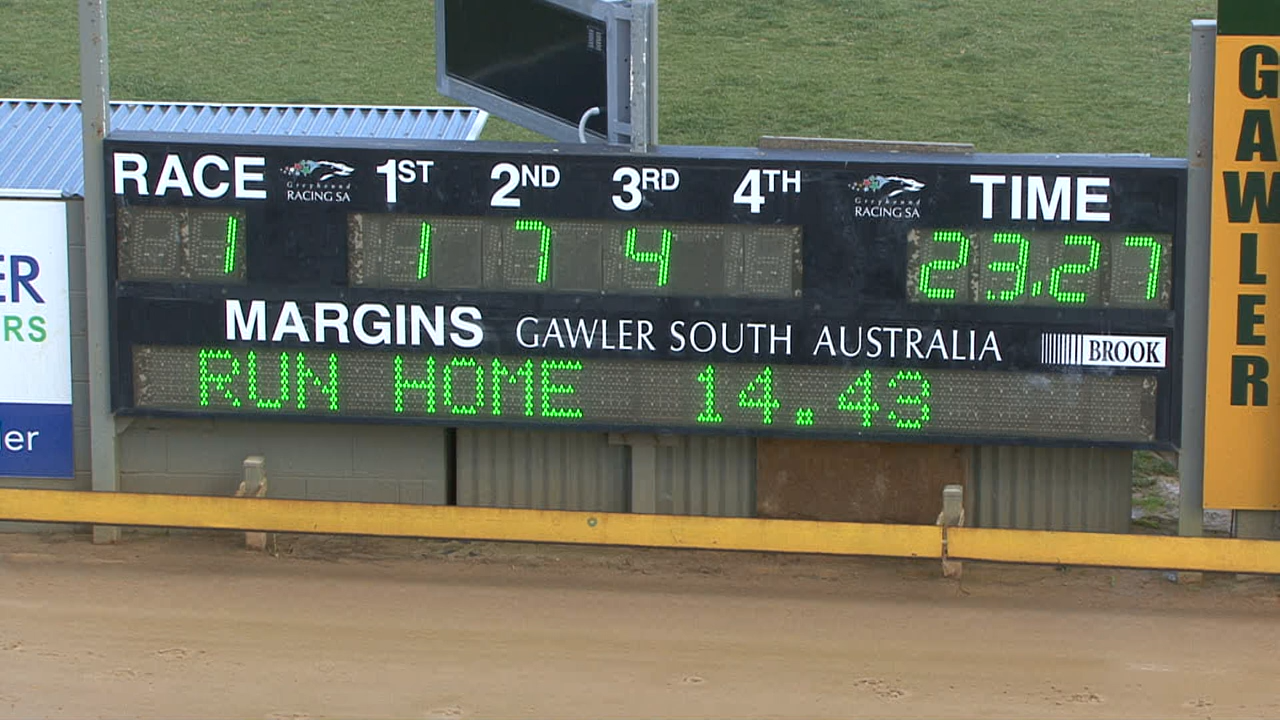 RACE Greyhound RACING SA 1ST 2ND 3RD 4TH Greyhound RACING SA TIME
1 1 7 4 23.27
MARGINS GAWLER SOUTH AUSTRALIA BROOK
RUN HOME 14.43
GAWLER
ER
RS
er